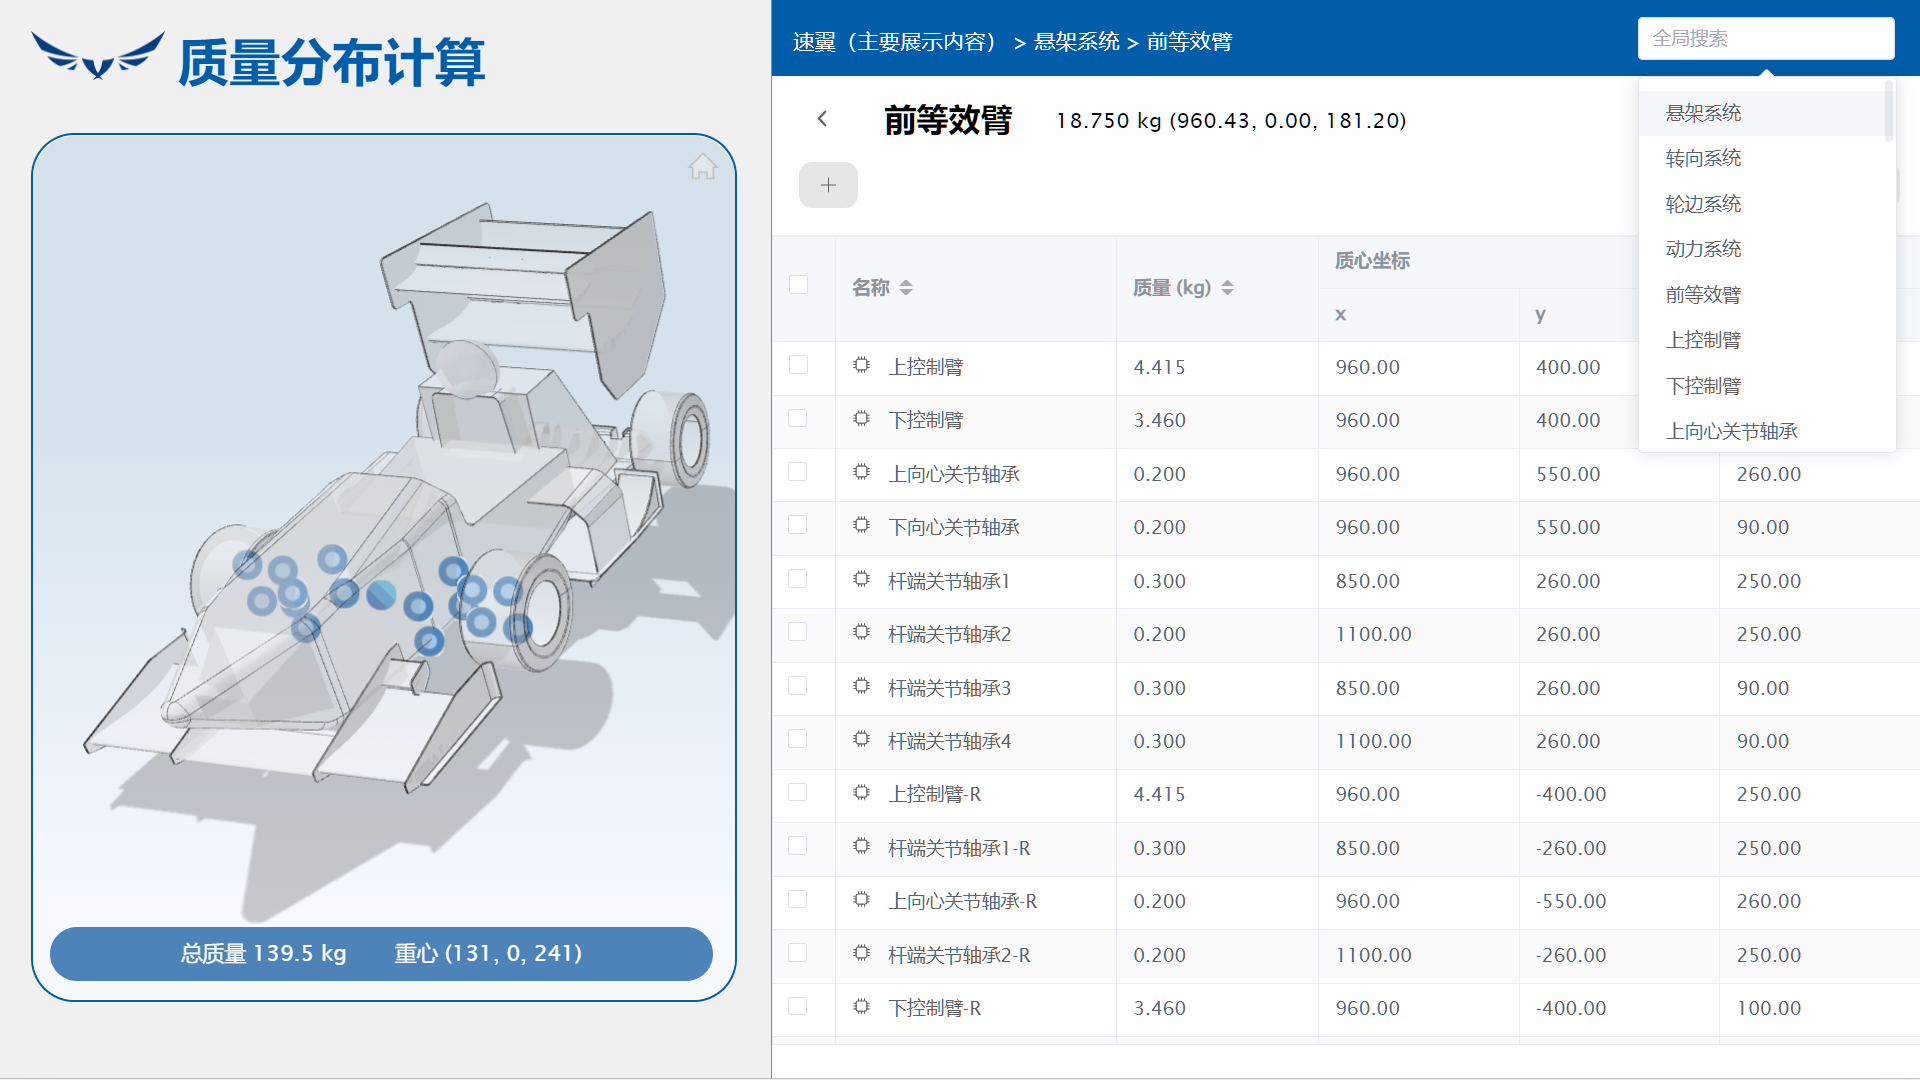 质量分布计算
总质量 139.5 kg 重心 (131, 0, 241)
速翼（主要展示内容） > 悬架系统 > 前等效臂
全局搜索
前等效臂 18.750 kg (960.43, 0.00, 181.20)
悬架系统
转向系统
轮边系统
动力系统
前等效臂
上控制臂
下控制臂
上向心关节轴承
名称 质量 (kg) 质心坐标
x y
上控制臂 4.415 960.00 400.00
下控制臂 3.460 960.00 400.00
上向心关节轴承 0.200 960.00 550.00 260.00
下向心关节轴承 0.200 960.00 550.00 90.00
杆端关节轴承1 0.300 850.00 260.00 250.00
杆端关节轴承2 0.200 1100.00 260.00 250.00
杆端关节轴承3 0.300 850.00 260.00 90.00
杆端关节轴承4 0.300 1100.00 260.00 90.00
上控制臂-R 4.415 960.00 -400.00 250.00
杆端关节轴承1-R 0.300 850.00 -260.00 250.00
上向心关节轴承-R 0.200 960.00 -550.00 260.00
杆端关节轴承2-R 0.200 1100.00 -260.00 250.00
下控制臂-R 3.460 960.00 -400.00 100.00